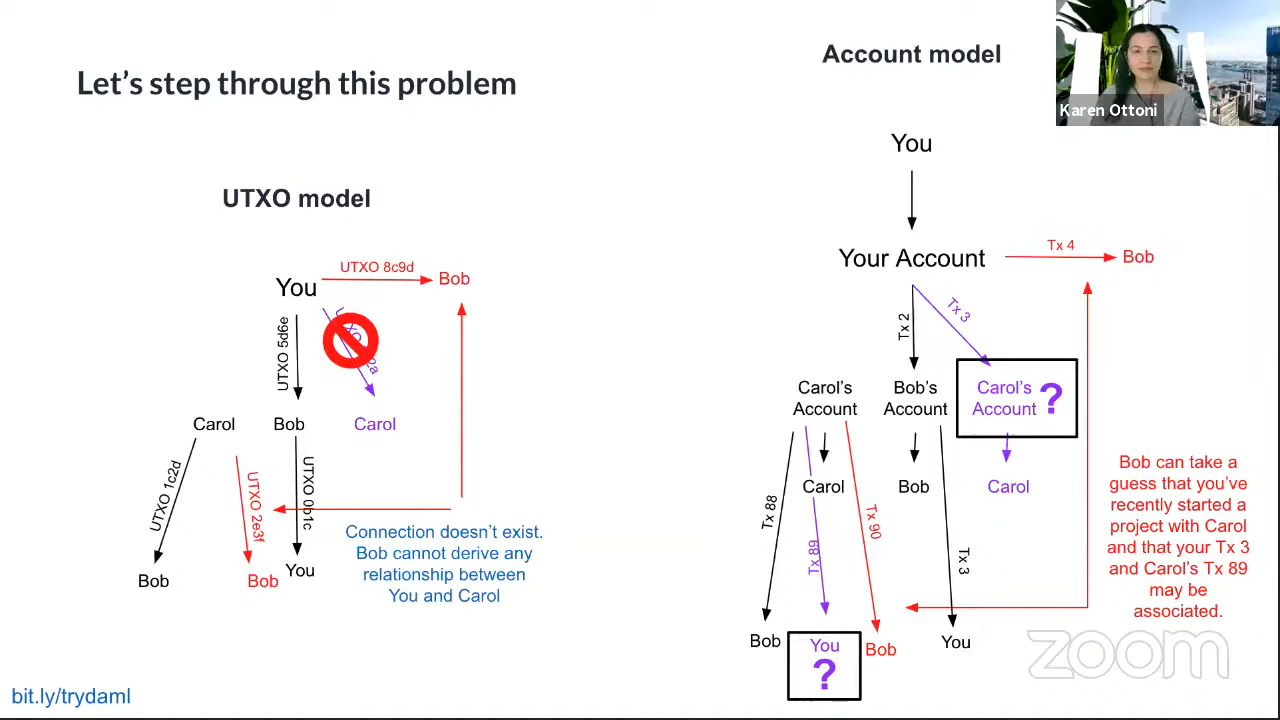 Let's step through this problem
Account model
Karen Ottoni
UTXO model
You
UTXO 8c9d
Bob
UTXO 5d6e
Carol
Bob
Carol
UTXO 1c2d
UTXO 2e3f
UTXO 0b1c
Bob
Bob
You
Connection doesn't exist.
Bob cannot derive any
relationship between
You and Carol
You
Your Account
Tx 4
Bob
Tx 2
Tx 3
Carol's
Account
Bob's
Account
Carol's
Account
?
Carol
Bob
Carol
Tx 88
Tx 89
Tx 90
Tx 3
Bob
You
?
Bob
You
Bob can take a
guess that you've
recently started a
project with Carol
and that your Tx 3
and Carol's Tx 89
may be
associated.
zoom
bit.ly/trydaml